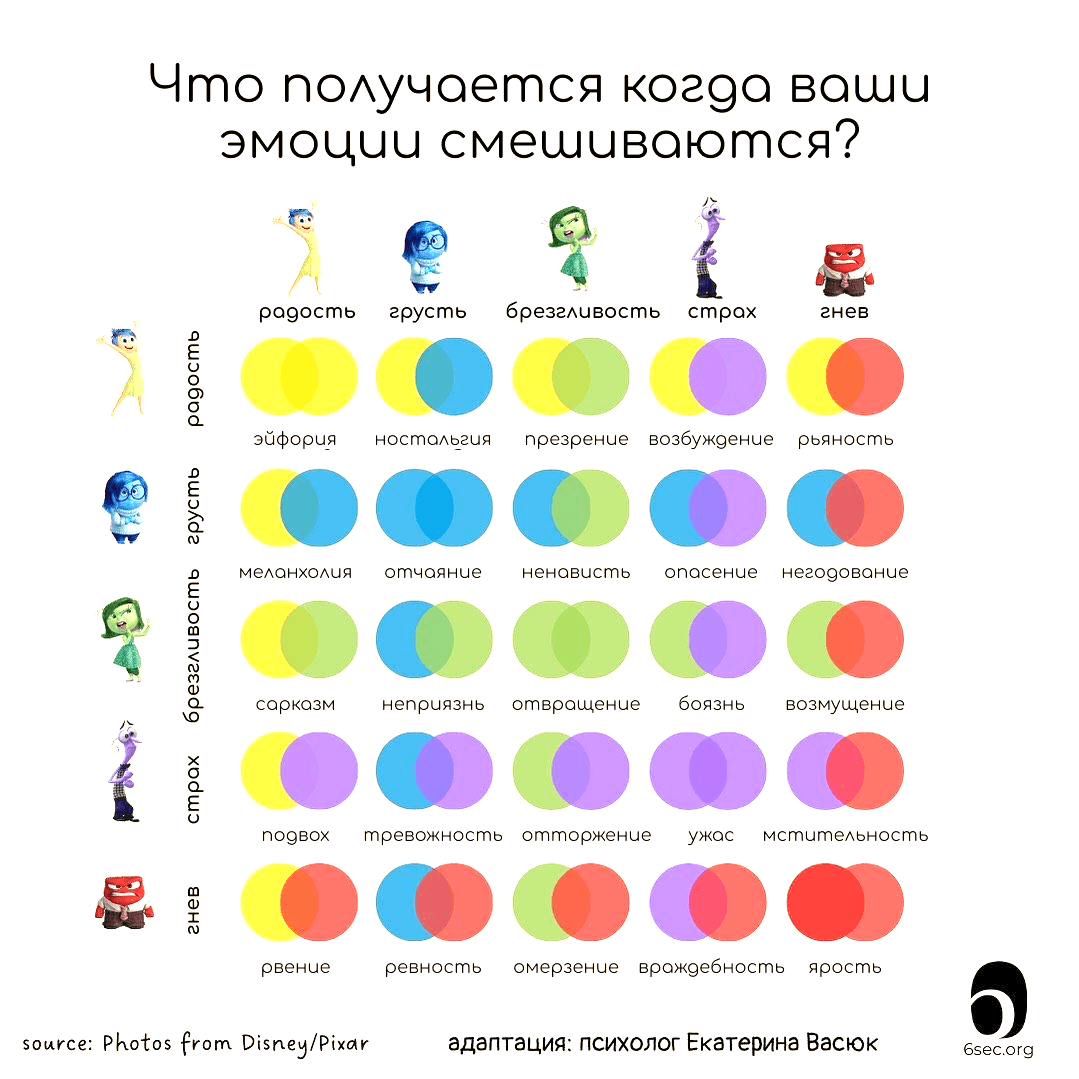 Что получается когда ваши
эмоции смешиваются?
радость грусть брезгливость страх гнев
радость
эйфория ностальгия презрение возбуждение рьяность
грусть
меланхолия отчаяние ненависть опасение негодование
брезгливость
сарказм неприязнь отвращение боязнь возмущение
страх
подвох тревожность отторжение ужас мстительность
гнев
рвение ревность омерзение враждебность ярость
source: Photos from Disney/Pixar адаптация: психолог Екатерина Васюк
6sec.org